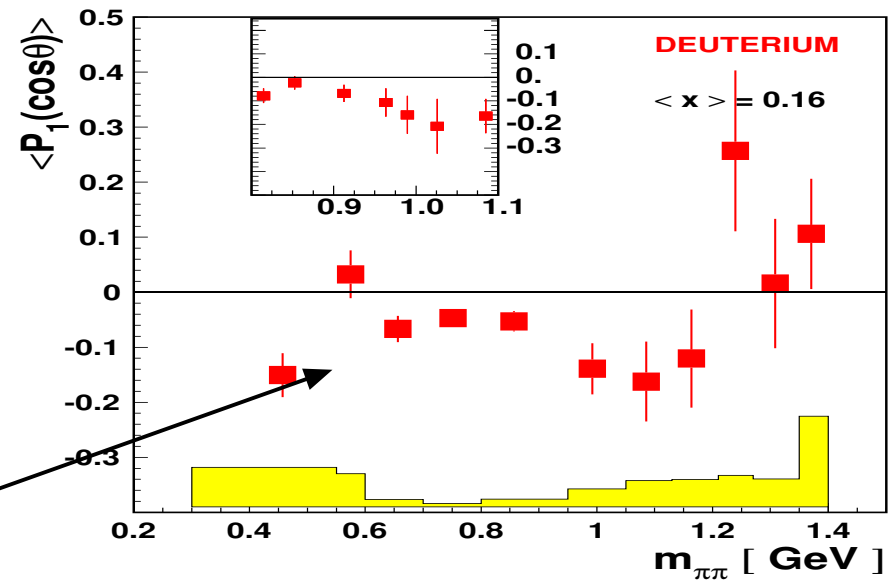 <P₁(cosθ)>
0.5
0.4
0.3
0.2
0.1
0
-0.1
-0.2
-0.3
0.2 0.4 0.6 0.8 1 1.2 1.4
m_ππ [ GeV ]
DEUTERIUM
< x > = 0.16
0.1
0.
-0.1
-0.2
-0.3
0.9 1.0 1.1